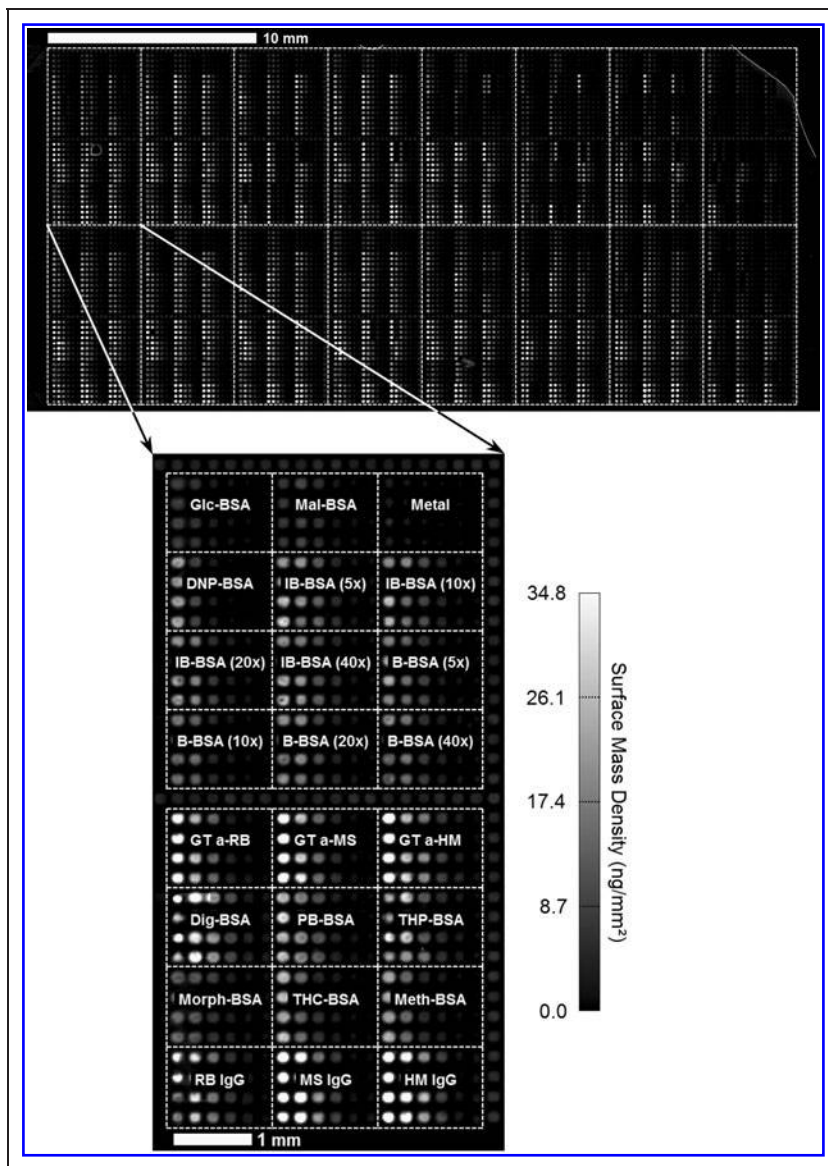 10 mm
Glc-BSA Mal-BSA Metal
DNP-BSA IB-BSA (5x) IB-BSA (10x)
IB-BSA (20x) IB-BSA (40x) B-BSA (5x)
B-BSA (10x) B-BSA (20x) B-BSA (40x)
GT a-RB GT a-MS GT a-HM
Dig-BSA PB-BSA THP-BSA
Morph-BSA THC-BSA Meth-BSA
RB IgG MS IgG HM IgG
1 mm
34.8
26.1
17.4
8.7
0.0
Surface Mass Density (ng/mm²)